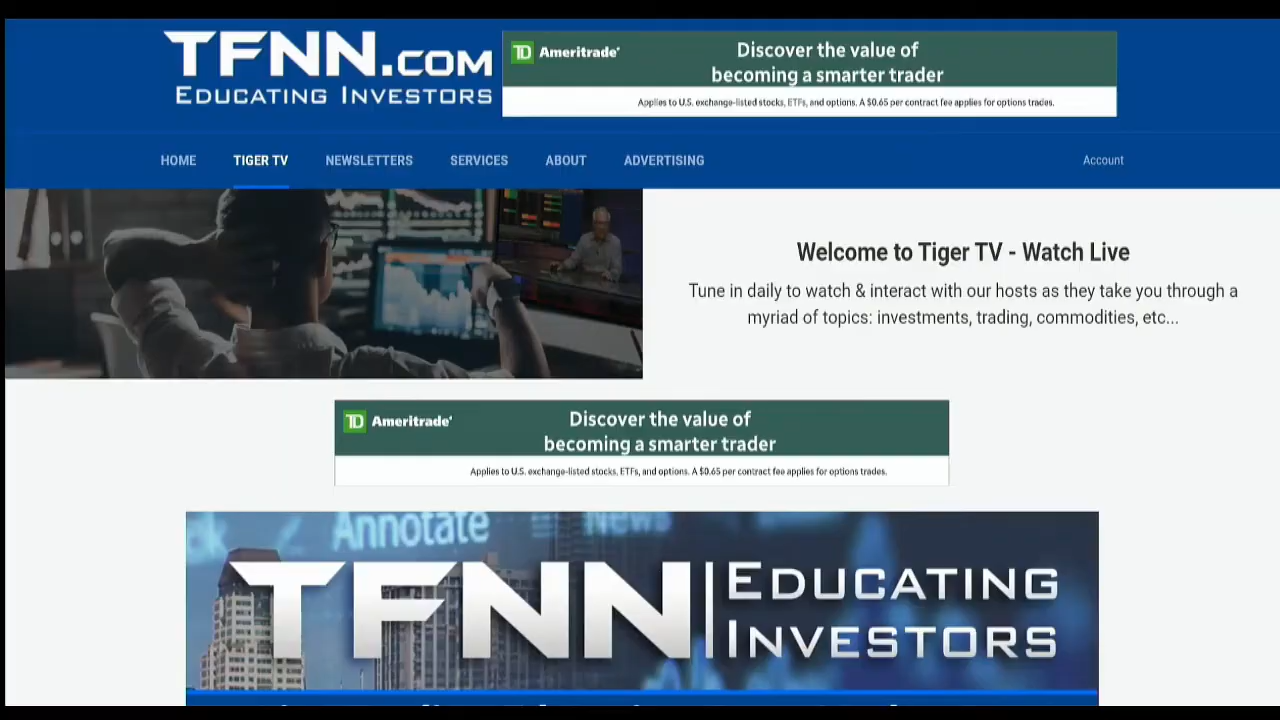 TFNN.COM
EDUCATING INVESTORS
TD Ameritrade
Discover the value of
becoming a smarter trader
Applies to U.S. exchange-listed stocks, ETFs, and options. A $0.65 per contract fee applies for options trades.
HOME TIGER TV NEWSLETTERS SERVICES ABOUT ADVERTISING Account
Welcome to Tiger TV - Watch Live
Tune in daily to watch & interact with our hosts as they take you through a
myriad of topics: investments, trading, commodities, etc...
TD Ameritrade
Discover the value of
becoming a smarter trader
Applies to U.S. exchange-listed stocks, ETFs, and options. A $0.65 per contract fee applies for options trades.
Annotate News
TFNN EDUCATING
INVESTORS